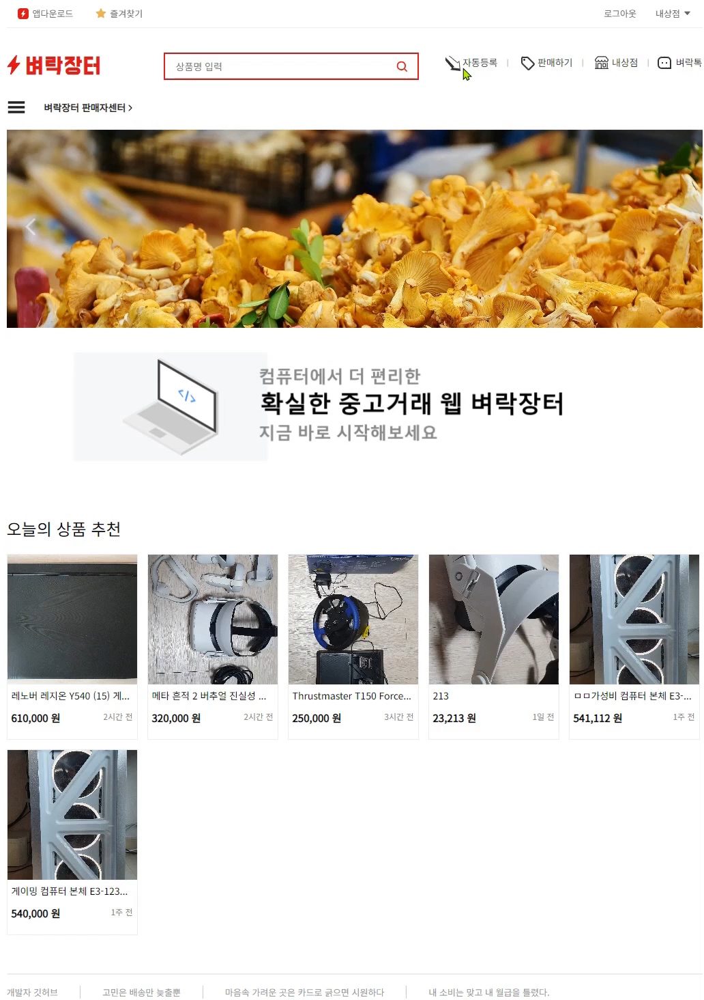 앱다운로드 즐겨찾기 로그아웃 내상점
벼락장터 상품명 입력 자동등록 판매하기 내상점 벼락톡
벼락장터 판매자센터
컴퓨터에서 더 편리한
확실한 중고거래 웹 벼락장터
지금 바로 시작해보세요
오늘의 상품 추천
레노버 레지온 Y540 (15) 게...
610,000 원 2시간 전
메타 흔적 2 버추얼 진실성 ...
320,000 원 2시간 전
Thrustmaster T150 Force...
250,000 원 3시간 전
213
23,213 원 1일 전
ㅁㅁ가성비 컴퓨터 본체 E3-...
541,112 원 1주 전
게이밍 컴퓨터 본체 E3-123...
540,000 원 1주 전
개발자 깃허브 고민은 배송만 늦출뿐 마음속 가려운 곳은 카드로 긁으면 시원하다 내 소비는 맞고 내 월급을 틀렸다.